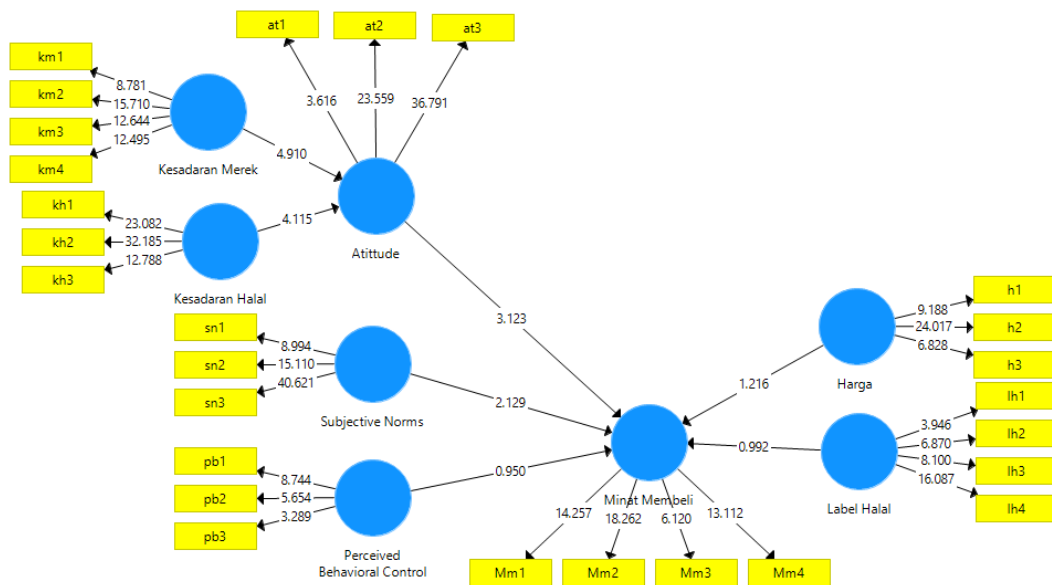 at1
at2
at3
km1
km2
km3
km4
8.781
15.710
12.644
12.495
3.616
23.559
36.791
Kesadaran Merek
4.910
kh1
kh2
kh3
23.082
32.185
12.788
4.115
Atittude
Kesadaran Halal
3.123
sn1
sn2
sn3
8.994
15.110
40.621
Subjective Norms
2.129
h1
h2
h3
9.188
24.017
6.828
Harga
1.216
lh1
lh2
lh3
lh4
3.946
6.870
8.100
16.087
Label Halal
0.992
pb1
pb2
pb3
8.744
5.654
3.289
Perceived
Behavioral Control
0.950
Minat Membeli
14.257
18.262
6.120
13.112
Mm1
Mm2
Mm3
Mm4